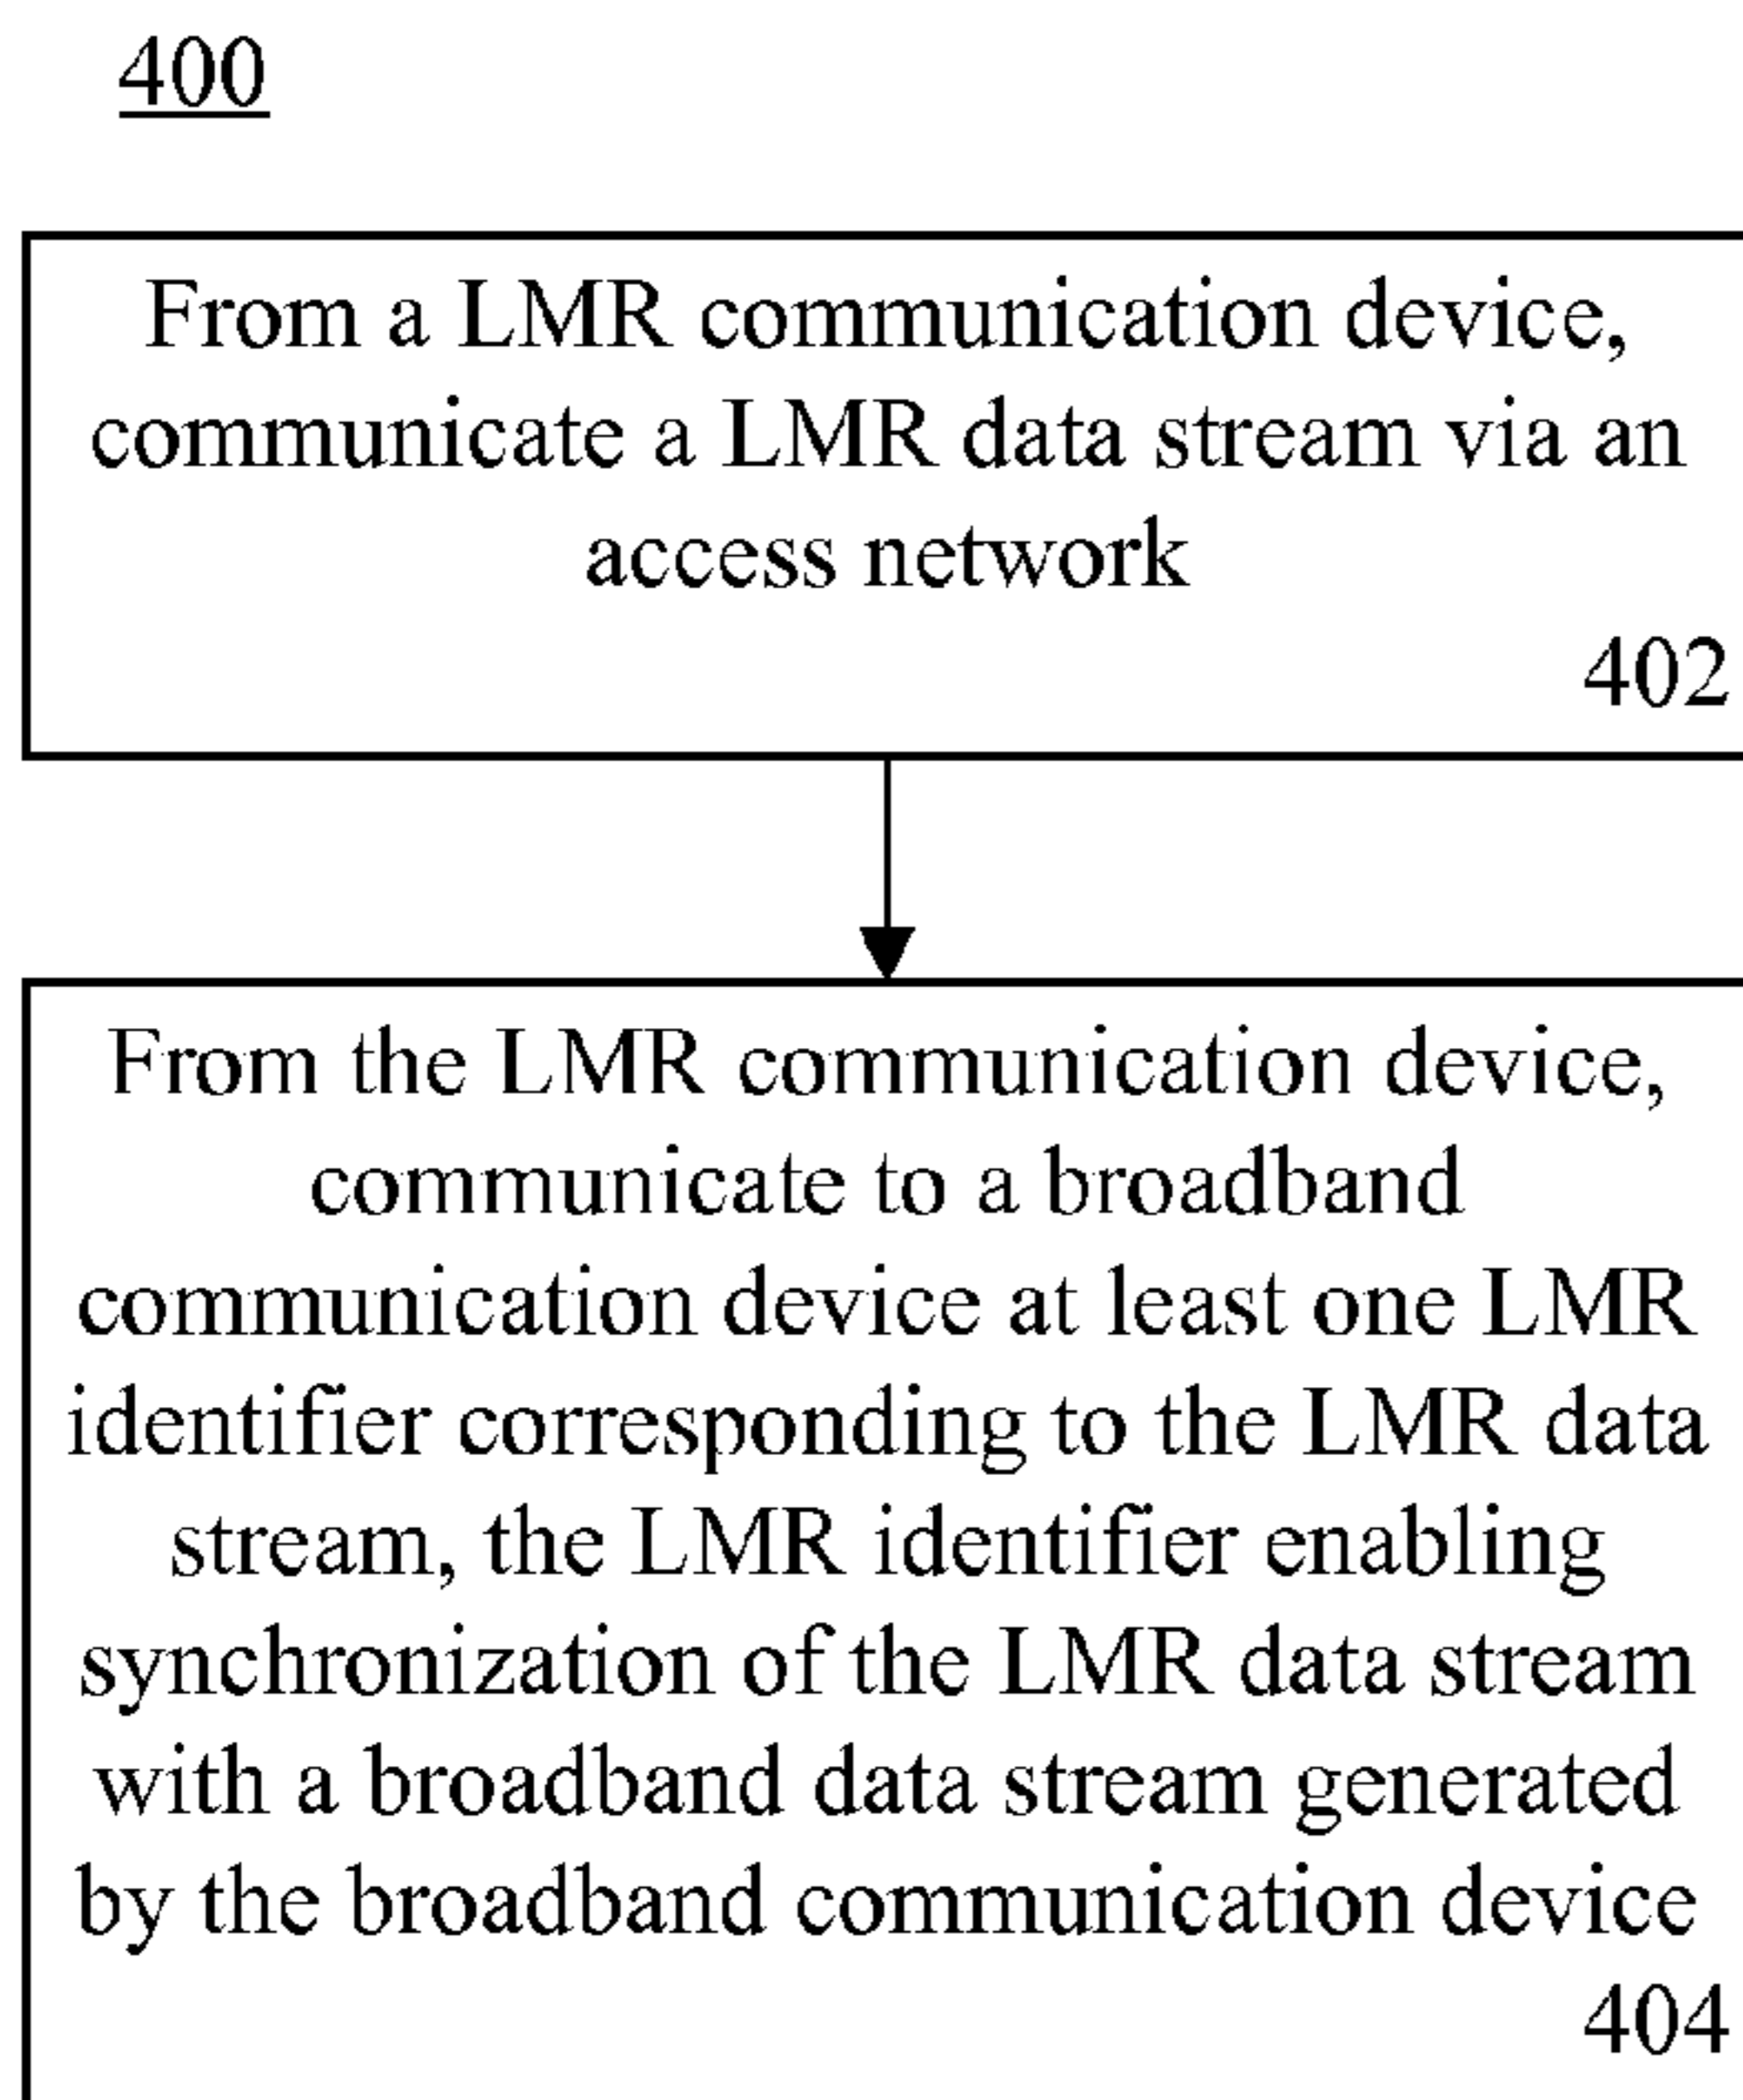 400
From a LMR communication device,
communicate a LMR data stream via an
access network
402
From the LMR communication device,
communicate to a broadband
communication device at least one LMR
identifier corresponding to the LMR data
stream, the LMR identifier enabling
synchronization of the LMR data stream
with a broadband data stream generated
by the broadband communication device
404